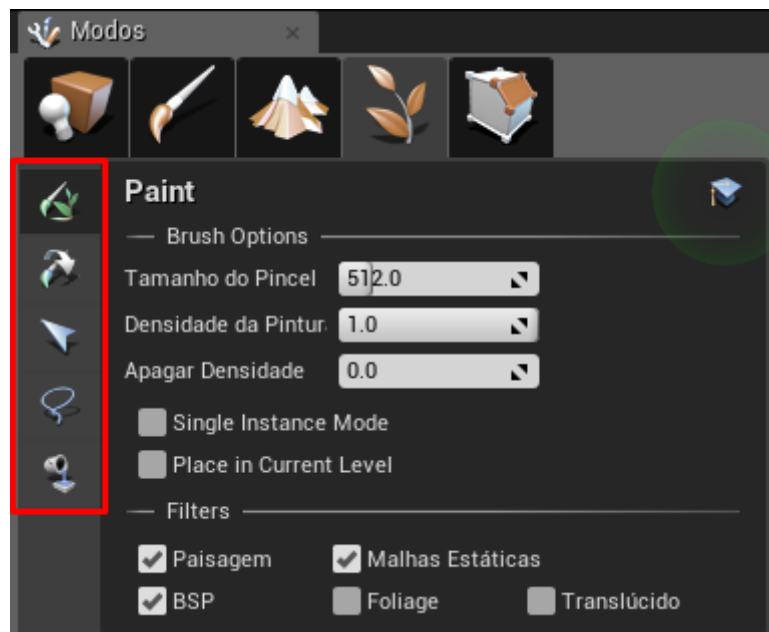 Modos
Paint
Brush Options
Tamanho do Pincel 512.0
Densidade da Pintur 1.0
Apagar Densidade 0.0
Single Instance Mode
Place in Current Level
Filters
Paisagem Malhas Estáticas
BSP Foliage Translúcido